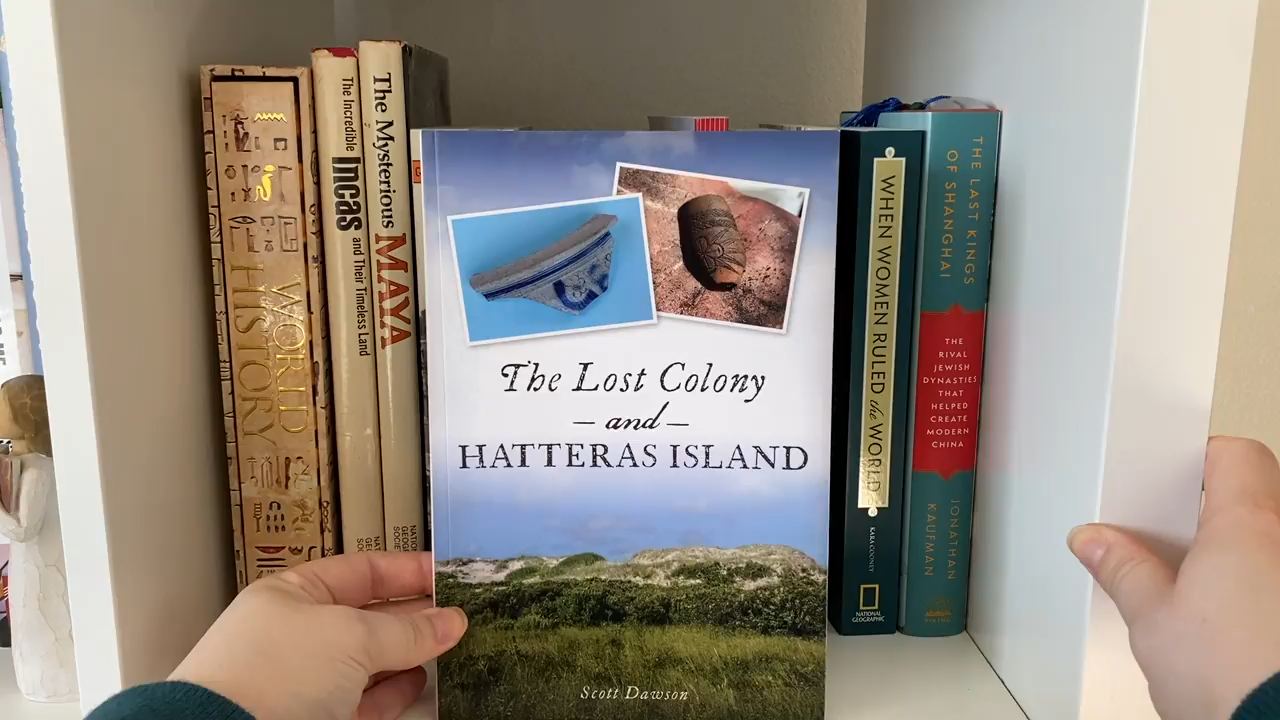 WORLD
HISTORY
The Incredible
Incas
and Their Timeless Land
The Mysterious
MAYA
The Lost Colony
— and —
HATTERAS ISLAND
Scott Dawson
WHEN WOMEN RULED the WORLD
KARA COONEY
NATIONAL
GEOGRAPHIC
THE LAST KINGS
OF SHANGHAI
THE
RIVAL
JEWISH
DYNASTIES
THAT
HELPED
CREATE
MODERN
CHINA
JONATHAN
KAUFMAN